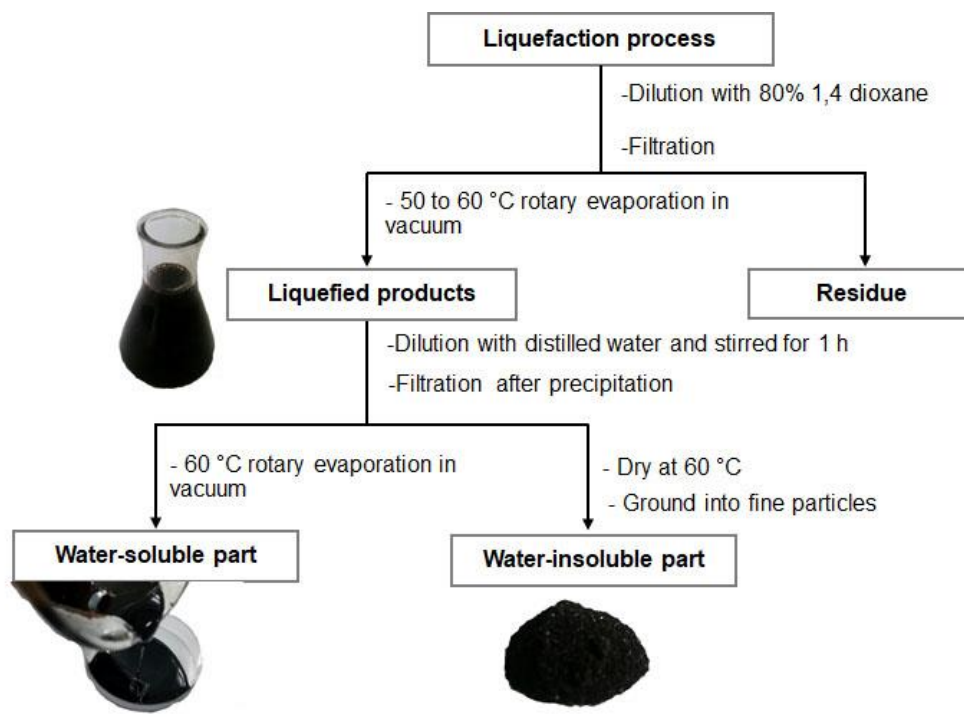 Liquefaction process
-Dilution with 80% 1,4 dioxane
-Filtration
- 50 to 60 °C rotary evaporation in
vacuum
Liquefied products
Residue
-Dilution with distilled water and stirred for 1 h
-Filtration after precipitation
- 60 °C rotary evaporation in
vacuum
- Dry at 60 °C
- Ground into fine particles
Water-soluble part
Water-insoluble part